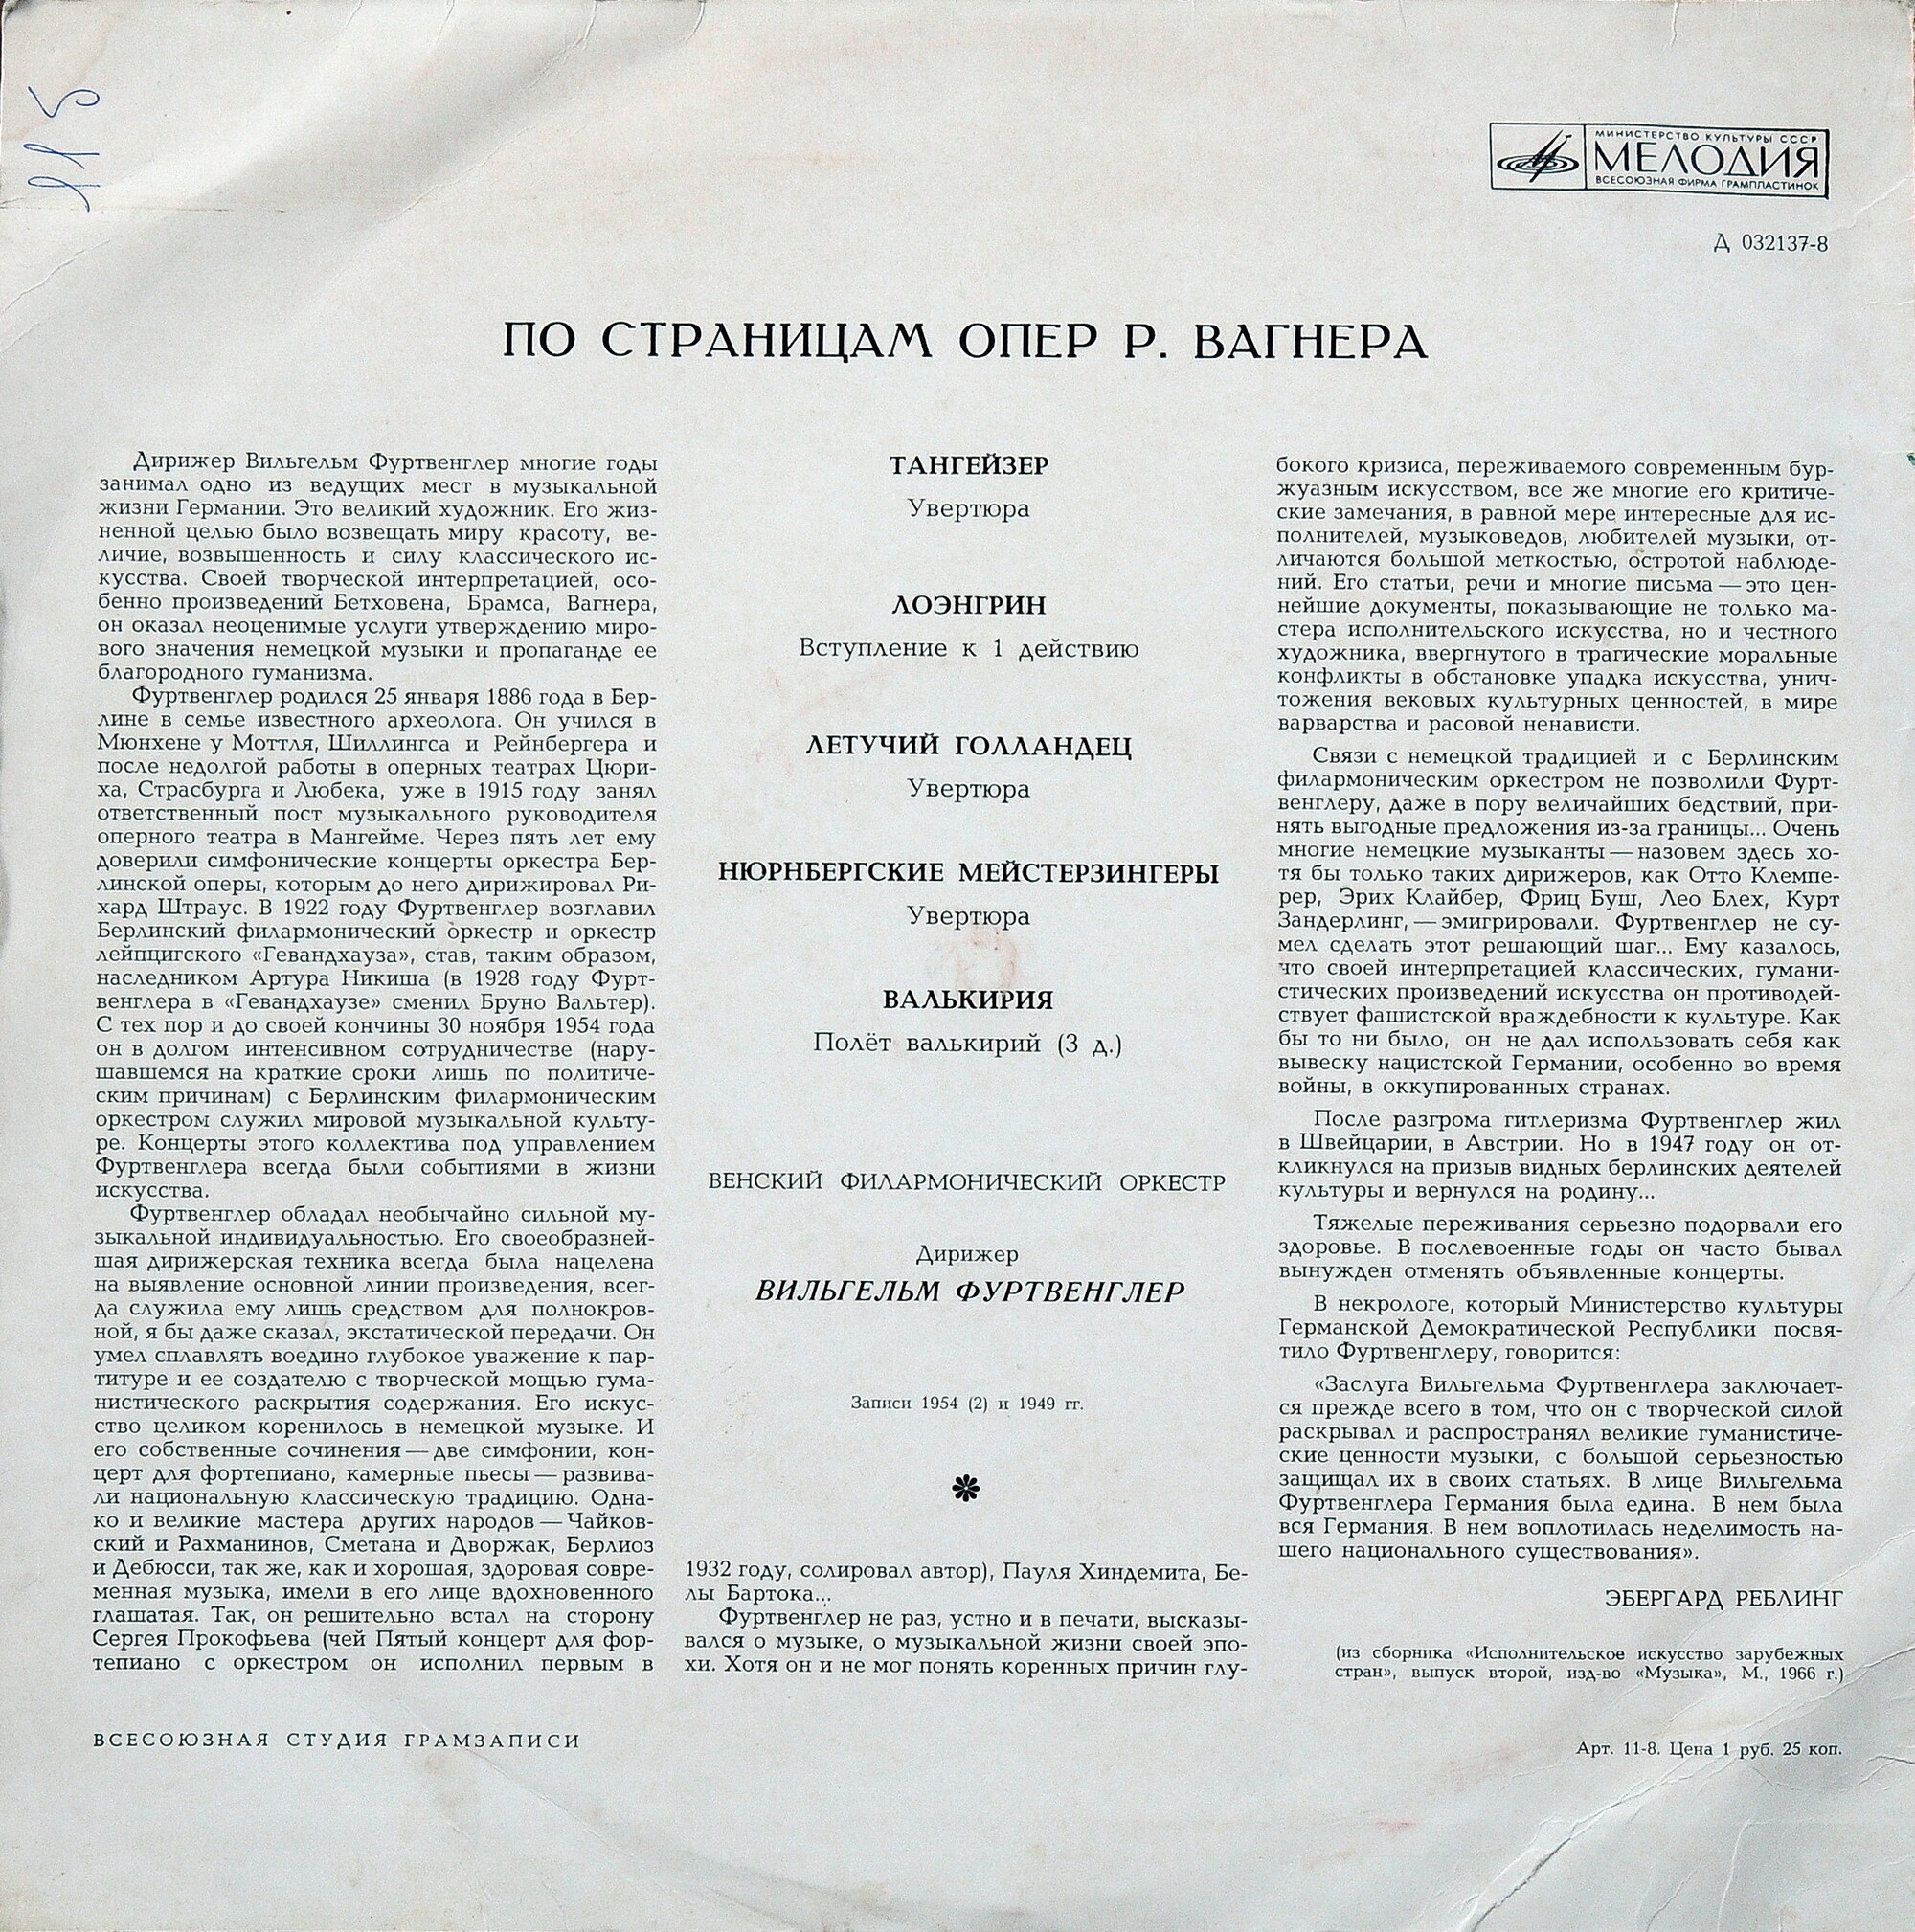 115
МИНИСТЕРСТВО КУЛЬТУРЫ СССР
МЕЛОДИЯ
ВСЕСОЮЗНАЯ ФИРМА ГРАМПЛАСТИНОК
Д 032137-8
ПО СТРАНИЦАМ ОПЕР Р. ВАГНЕРА
Дирижер Вильгельм Фуртвенглер многие годы
занимал одно из ведущих мест в музыкальной
жизни Германии. Это великий художник. Его жиз-
ненной целью было возвещать миру красоту, ве-
личие, возвышенность и силу классического ис-
кусства. Своей творческой интерпретацией, осо-
бенно произведений Бетховена, Брамса, Вагнера,
он оказал неоценимые услуги утверждению миро-
вого значения немецкой музыки и пропаганде ее
благородного гуманизма.
Фуртвенглер родился 25 января 1886 года в Бер-
лине в семье известного археолога. Он учился в
Мюнхене у Моттля, Шиллингса и Рейнбергера и
после недолгой работы в оперных театрах Цюри-
ха, Страсбурга и Любека, уже в 1915 году занял
ответственный пост музыкального руководителя
оперного театра в Мангейме. Через пять лет ему
доверили симфонические концерты оркестра Бер-
линской оперы, которым до него дирижировал Ри-
хард Штраус. В 1922 году Фуртвенглер возглавил
Берлинский филармонический оркестр и оркестр
лейпцигского «Гевандхауза», став, таким образом,
наследником Артура Никиша (в 1928 году Фурт-
венглера в «Гевандхаузе» сменил Бруно Вальтер).
С тех пор и до своей кончины 30 ноября 1954 года
он в долгом интенсивном сотрудничестве (нару-
шавшемся на краткие сроки лишь по политиче-
ским причинам) с Берлинским филармоническим
оркестром служил мировой музыкальной культу-
ре. Концерты этого коллектива под управлением
Фуртвенглера всегда были событиями в жизни
искусства.
Фуртвенглер обладал необычайно сильной му-
зыкальной индивидуальностью. Его своеобразней-
шая дирижерская техника всегда была нацелена
на выявление основной линии произведения, всег-
да служила ему лишь средством для полнокров-
ной, я бы даже сказал, экстатической передачи. Он
умел сплавлять воедино глубокое уважение к пар-
титуре и ее создателю с творческой мощью гума-
нистического раскрытия содержания. Его искус-
ство целиком коренилось в немецкой музыке. И
его собственные сочинения — две симфонии, кон-
церт для фортепиано, камерные пьесы — развива-
ли национальную классическую традицию. Одна-
ко и великие мастера других народов — Чайков-
ский и Рахманинов, Сметана и Дворжак, Берлиоз
и Дебюсси, так же, как и хорошая, здоровая совре-
менная музыка, имели в его лице вдохновенного
глашатая. Так, он решительно встал на сторону
Сергея Прокофьева (чей Пятый концерт для фор-
тепиано с оркестром он исполнил первым в
ТАНГЕЙЗЕР
Увертюра
ЛОЭНГРИН
Вступление к 1 действию
ЛЕТУЧИЙ ГОЛЛАНДЕЦ
Увертюра
НЮРНБЕРГСКИЕ МЕЙСТЕРЗИНГЕРЫ
Увертюра
ВАЛЬКИРИЯ
Полёт валькирий (3 д.)
ВЕНСКИЙ ФИЛАРМОНИЧЕСКИЙ ОРКЕСТР
Дирижер
ВИЛЬГЕЛЬМ ФУРТВЕНГЛЕР
Записи 1954 (2) и 1949 гг.
1932 году, солировал автор), Пауля Хиндемита, Бе-
лы Бартока...
Фуртвенглер не раз, устно и в печати, высказы-
вался о музыке, о музыкальной жизни своей эпо-
хи. Хотя он и не мог понять коренных причин глу-
бокого кризиса, переживаемого современным бур-
жуазным искусством, все же многие его критиче-
ские замечания, в равной мере интересные для ис-
полнителей, музыковедов, любителей музыки, от-
личаются большой меткостью, остротой наблюде-
ний. Его статьи, речи и многие письма — это цен-
нейшие документы, показывающие не только ма-
стера исполнительского искусства, но и честного
художника, ввергнутого в трагические моральные
конфликты в обстановке упадка искусства, унич-
тожения вековых культурных ценностей, в мире
варварства и расовой ненависти.
Связи с немецкой традицией и с Берлинским
филармоническим оркестром не позволили Фурт-
венглеру, даже в пору величайших бедствий, при-
нять выгодные предложения из-за границы... Очень
многие немецкие музыканты — назовем здесь хо-
тя бы только таких дирижеров, как Отто Клемпе-
рер, Эрих Клайбер, Фриц Буш, Лео Блех, Курт
Зандерлинг, — эмигрировали. Фуртвенглер не су-
мел сделать этот решающий шаг... Ему казалось,
что своей интерпретацией классических, гумани-
стических произведений искусства он противодей-
ствует фашистской враждебности к культуре. Как
бы то ни было, он не дал использовать себя как
вывеску нацистской Германии, особенно во время
войны, в оккупированных странах.
После разгрома гитлеризма Фуртвенглер жил
в Швейцарии, в Австрии. Но в 1947 году он от-
кликнулся на призыв видных берлинских деятелей
культуры и вернулся на родину...
Тяжелые переживания серьезно подорвали его
здоровье. В послевоенные годы он часто бывал
вынужден отменять объявленные концерты.
В некрологе, который Министерство культуры
Германской Демократической Республики посвя-
тило Фуртвенглеру, говорится:
«Заслуга Вильгельма Фуртвенглера заключает-
ся прежде всего в том, что он с творческой силой
раскрывал и распространял великие гуманистиче-
ские ценности музыки, с большой серьезностью
защищал их в своих статьях. В лице Вильгельма
Фуртвенглера Германия была едина. В нем была
вся Германия. В нем воплотилась неделимость на-
шего национального существования».
ЭБЕРГАРД РЕБЛИНГ
(из сборника «Исполнительское искусство зарубежных
стран», выпуск второй, изд-во «Музыка», М., 1966 г.)
ВСЕСОЮЗНАЯ СТУДИЯ ГРАМЗАПИСИ
Арт. 11-8. Цена 1 руб. 25 коп.